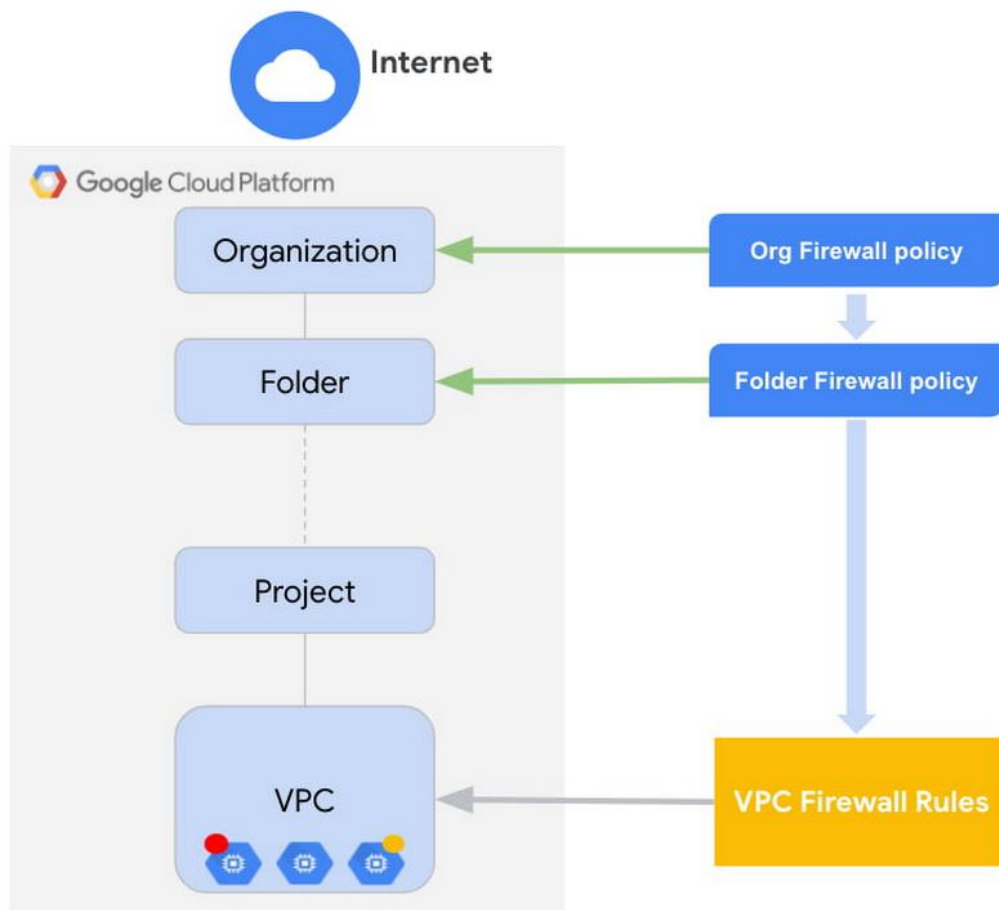 Internet
Google Cloud Platform
Organization
Org Firewall policy
Folder
Folder Firewall policy
Project
VPC
VPC Firewall Rules